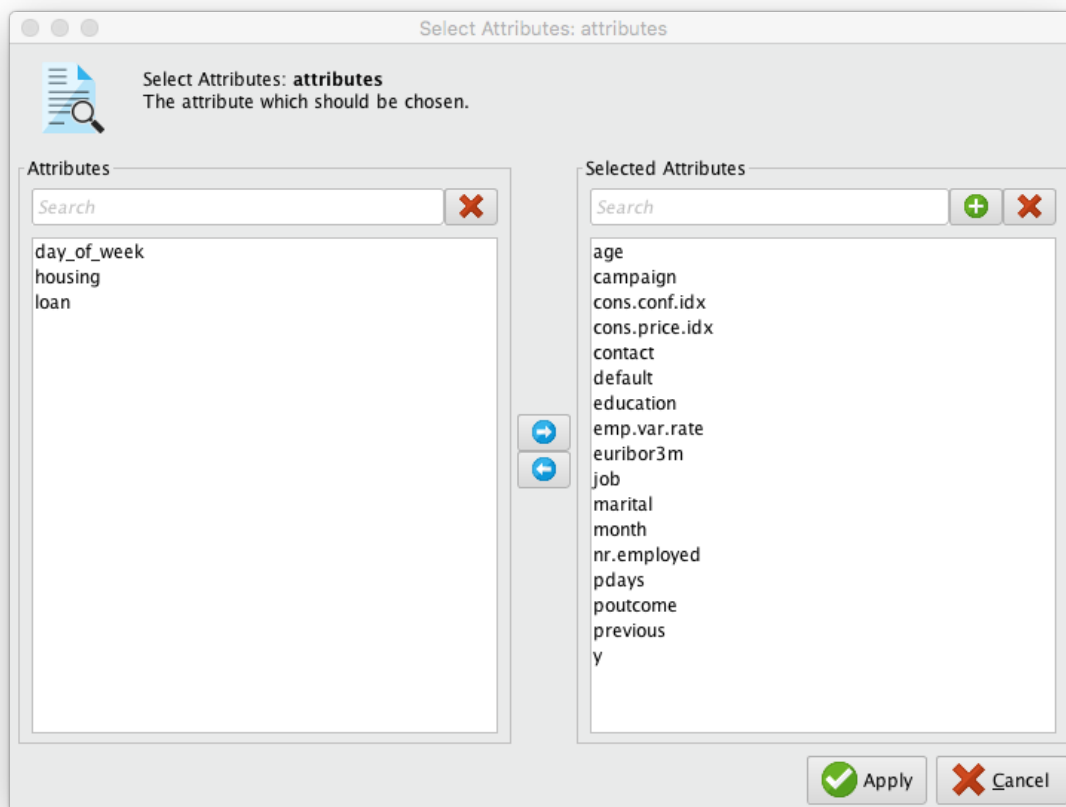 Select Attributes: attributes
Select Attributes: attributes
The attribute which should be chosen.
Attributes
Search
day_of_week
housing
loan
Selected Attributes
Search
age
campaign
cons.conf.idx
cons.price.idx
contact
default
education
emp.var.rate
euribor3m
job
marital
month
nr.employed
pdays
poutcome
previous
y
Apply
Cancel